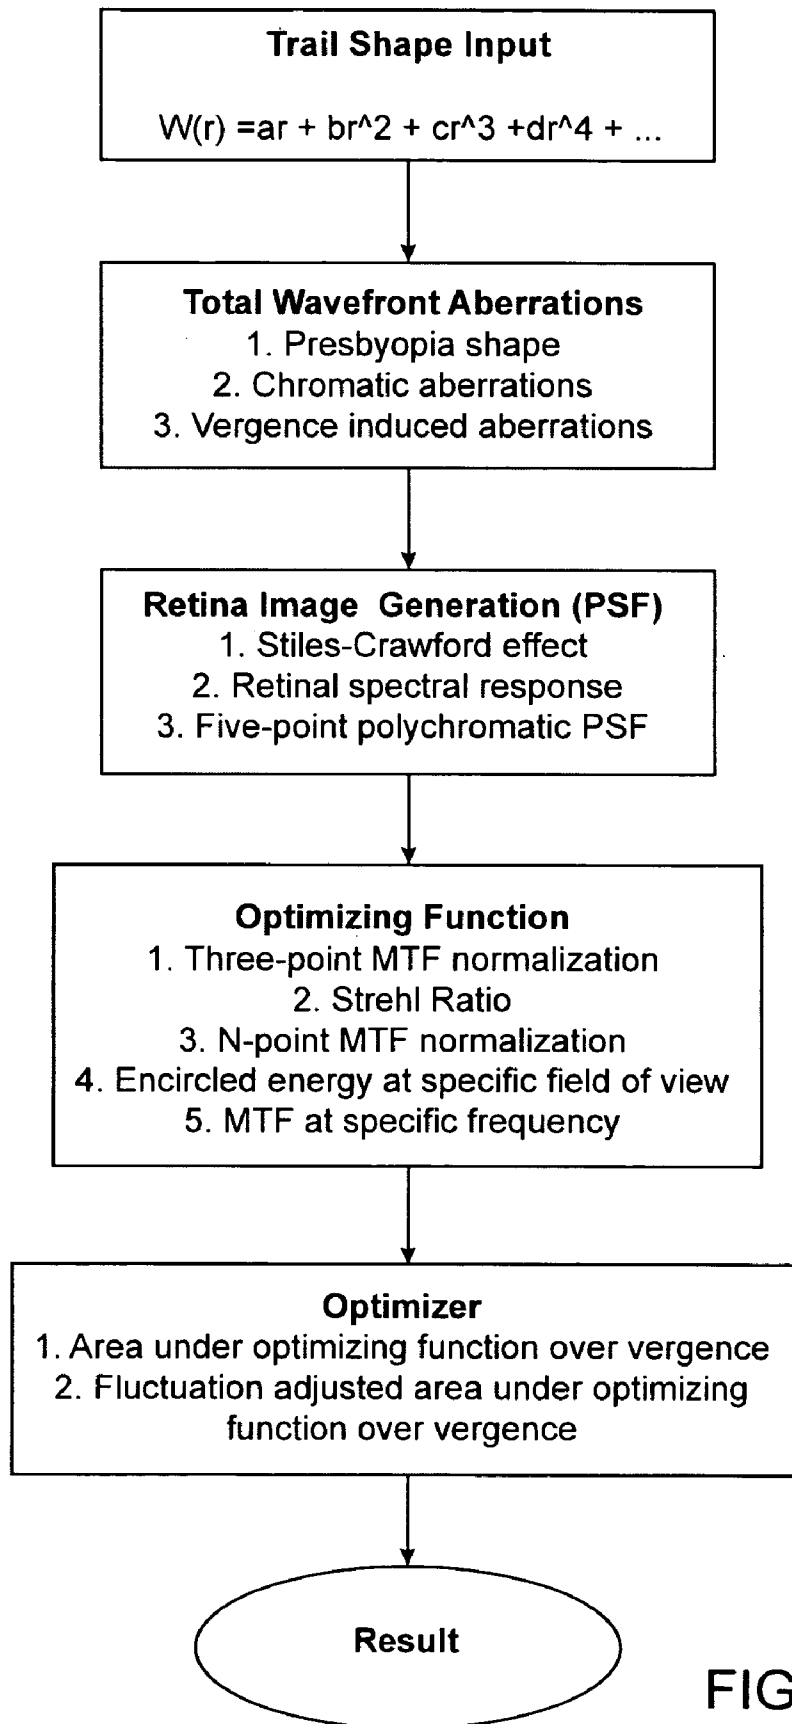 Trail Shape Input
W(r) =ar + br^2 + cr^3 +dr^4 + ...
Total Wavefront Aberrations
1. Presbyopia shape
2. Chromatic aberrations
3. Vergence induced aberrations
Retina Image Generation (PSF)
1. Stiles-Crawford effect
2. Retinal spectral response
3. Five-point polychromatic PSF
Optimizing Function
1. Three-point MTF normalization
2. Strehl Ratio
3. N-point MTF normalization
4. Encircled energy at specific field of view
5. MTF at specific frequency
Optimizer
1. Area under optimizing function over vergence
2. Fluctuation adjusted area under optimizing
function over vergence
Result
FIG